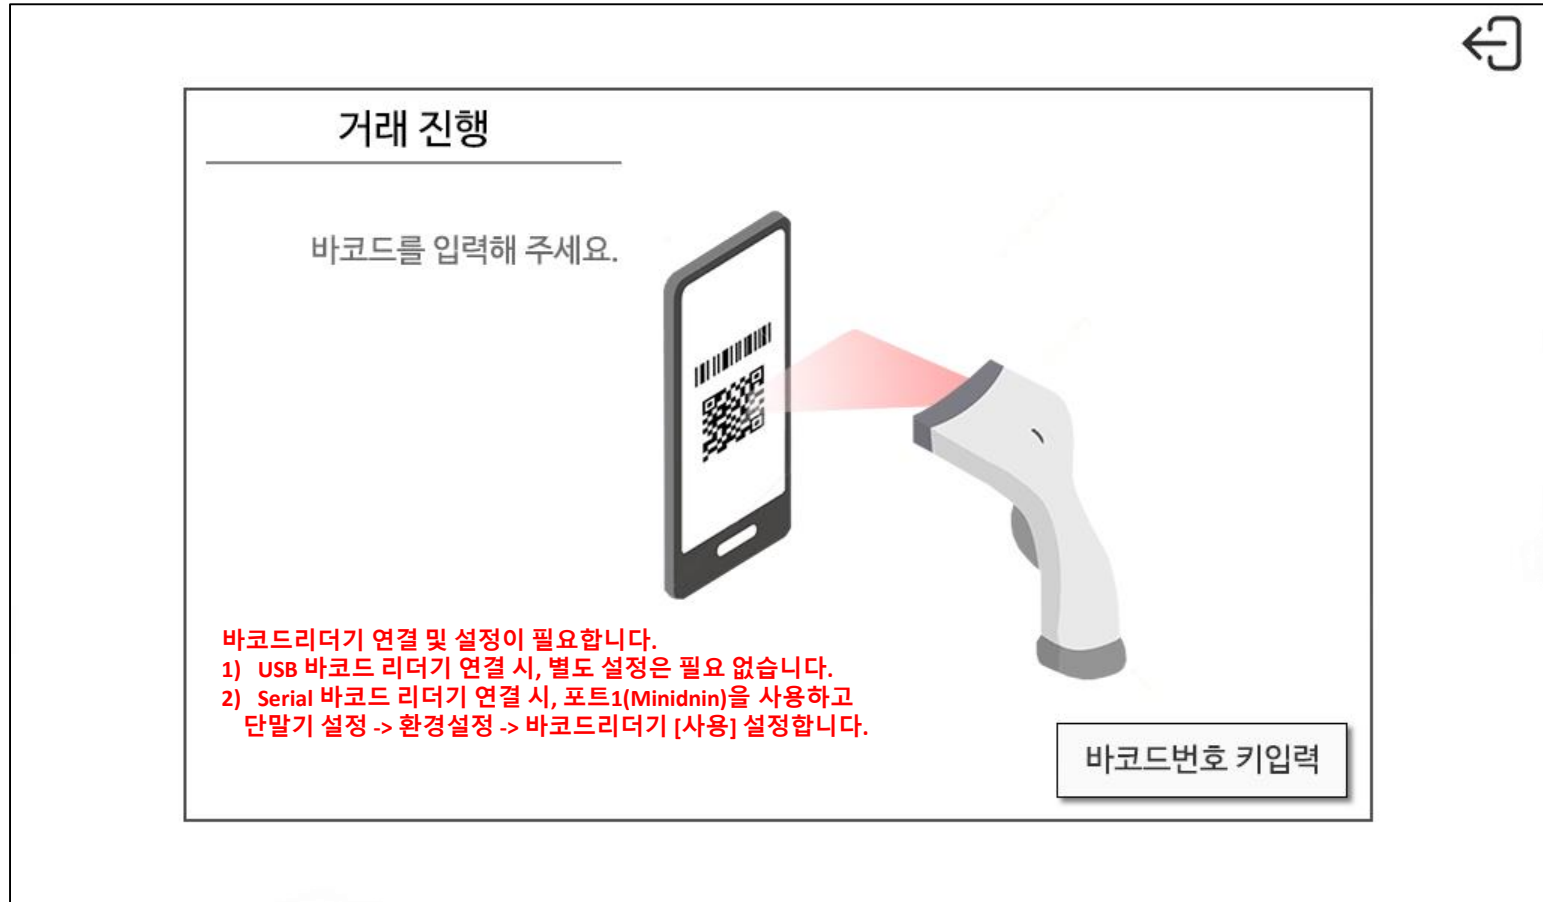 거래 진행
바코드를 입력해 주세요.
바코드리더기 연결 및 설정이 필요합니다.
1) USB 바코드 리더기 연결 시, 별도 설정은 필요 없습니다.
2) Serial 바코드 리더기 연결 시, 포트1(Minidnin)을 사용하고
단말기 설정 -> 환경설정 -> 바코드리더기 [사용] 설정합니다.
바코드번호 키입력